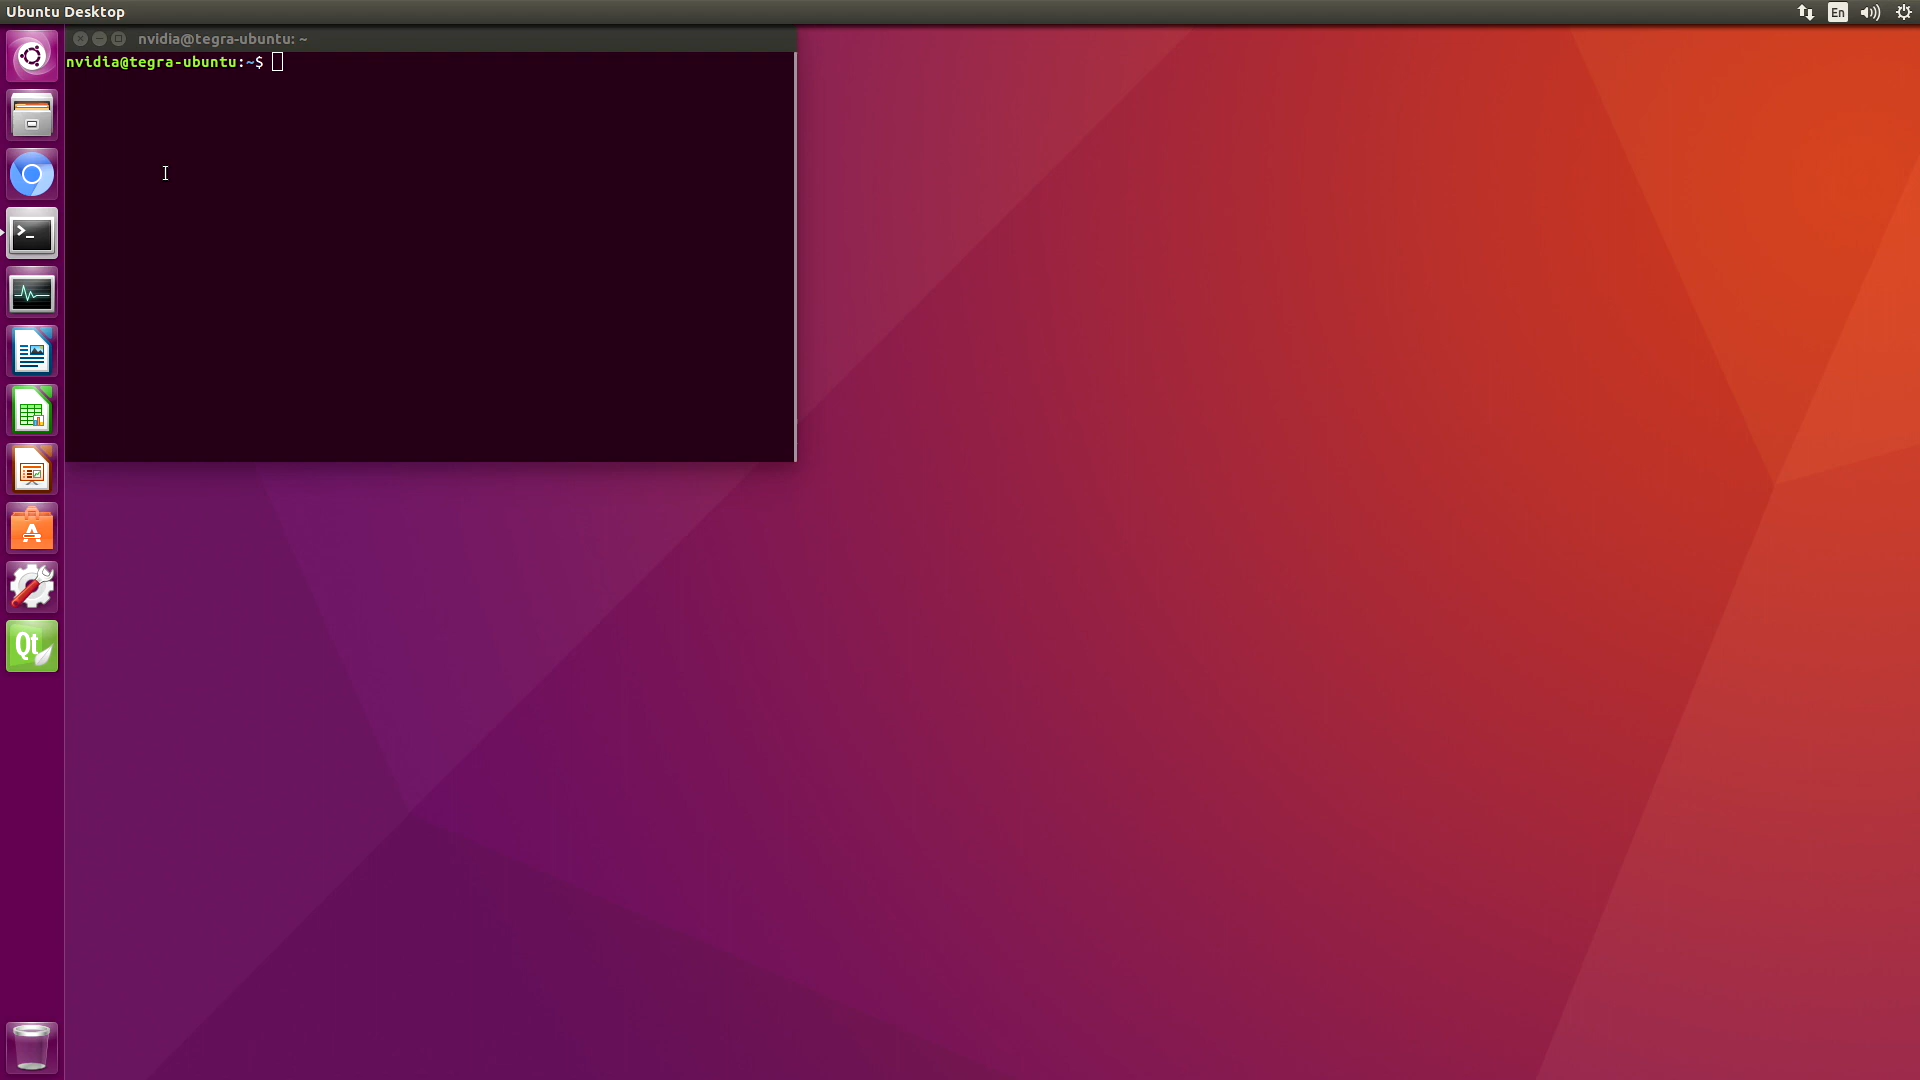 Ubuntu Desktop
En
nvidia@tegra-ubuntu: ~
nvidia@tegra-ubuntu:~$
>_
A
Qt